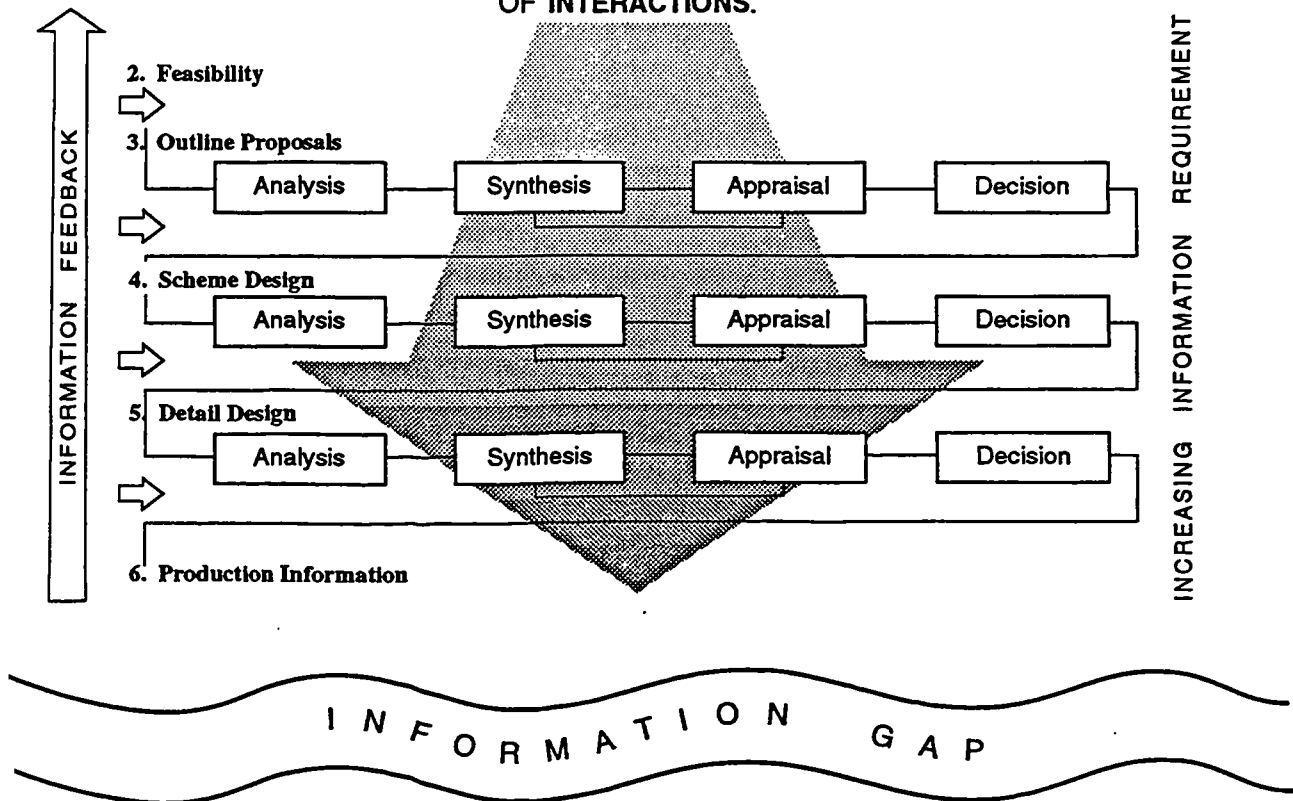 OF INTERACTIONS.
2. Feasibility
3. Outline Proposals
Analysis
Synthesis
Appraisal
Decision
4. Scheme Design
Analysis
Synthesis
Appraisal
Decision
5. Detail Design
Analysis
Synthesis
Appraisal
Decision
6. Production Information
INFORMATION FEEDBACK
INCREASING INFORMATION REQUIREMENT
INFORMATION GAP